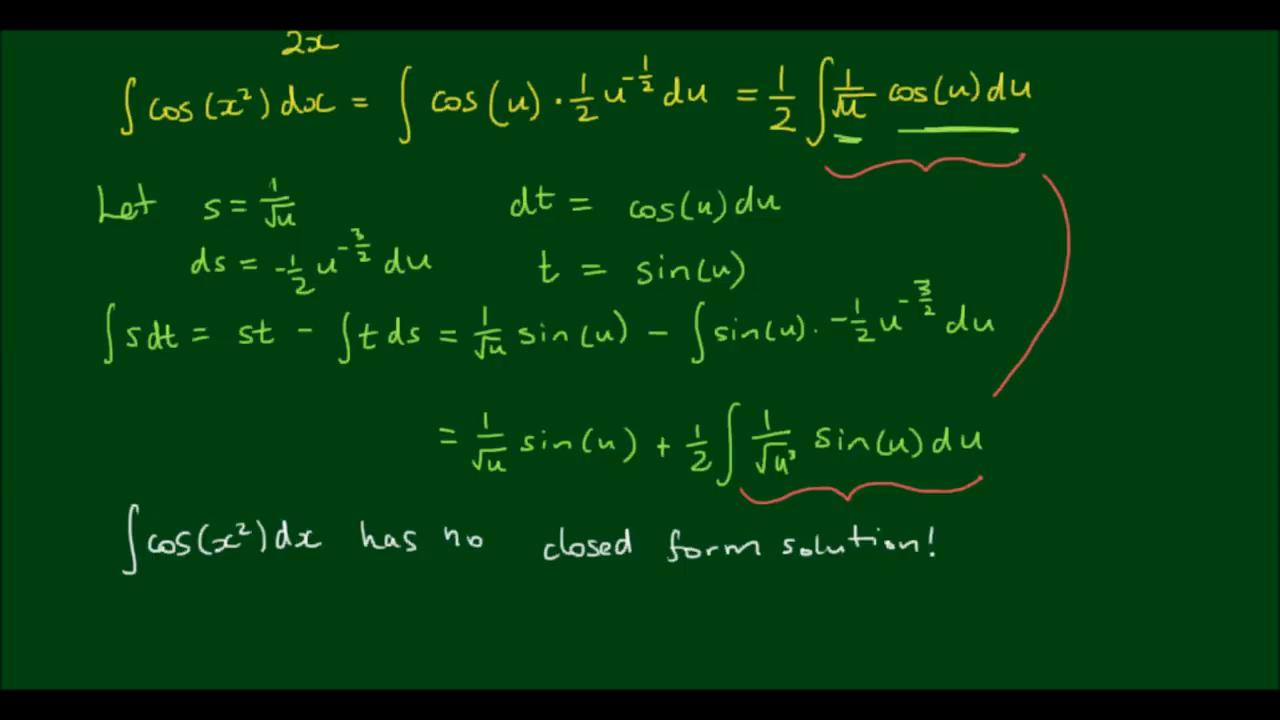 2x
∫ cos(x²) dx = ∫ cos(u) · 1/2 u^(-1/2) du = 1/2 ∫ 1/√u cos(u) du
Let s = 1/√u dt = cos(u) du
ds = -1/2 u^(-3/2) du t = sin(u)
∫ s dt = st - ∫ t ds = 1/√u sin(u) - ∫ sin(u) · -1/2 u^(-3/2) du
= 1/√u sin(u) + 1/2 ∫ 1/√u³ sin(u) du
∫ cos(x²) dx has no closed form solution!